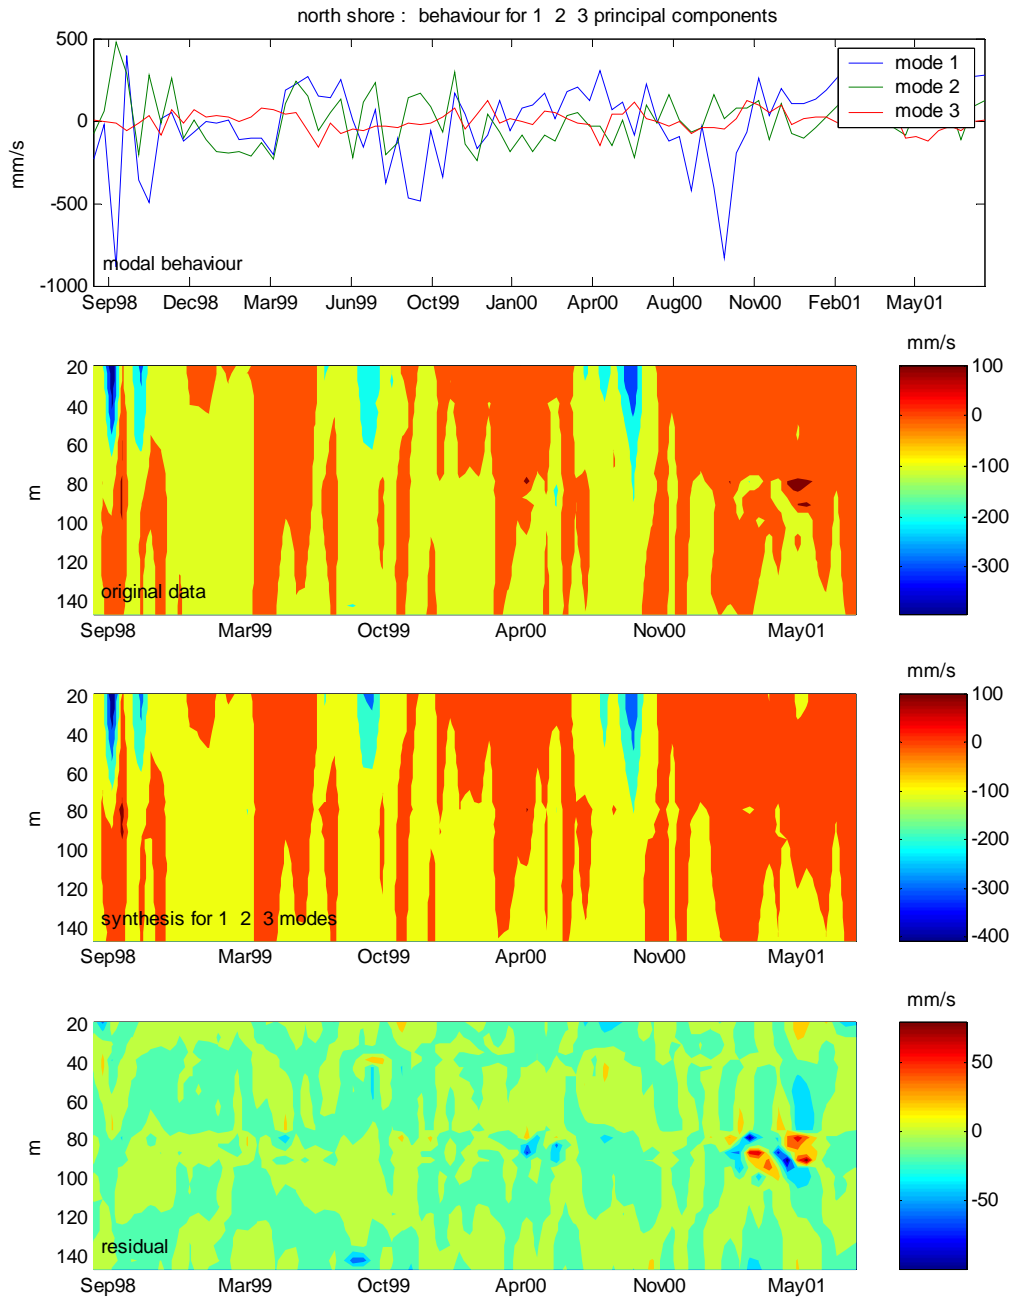 north shore :  behaviour for 1  2  3 principal components
500
0
-500
-1000
mm/s
mode 1
mode 2
mode 3
modal behaviour
Sep98 Dec98 Mar99 Jun99 Oct99 Jan00 Apr00 Aug00 Nov00 Feb01 May01
mm/s
20
40
60
80
100
120
140
m
original data
Sep98 Mar99 Oct99 Apr00 Nov00 May01
100
0
-100
-200
-300
mm/s
20
40
60
80
100
120
140
m
synthesis for 1  2  3 modes
Sep98 Mar99 Oct99 Apr00 Nov00 May01
100
0
-100
-200
-300
-400
mm/s
20
40
60
80
100
120
140
m
residual
Sep98 Mar99 Oct99 Apr00 Nov00 May01
50
0
-50